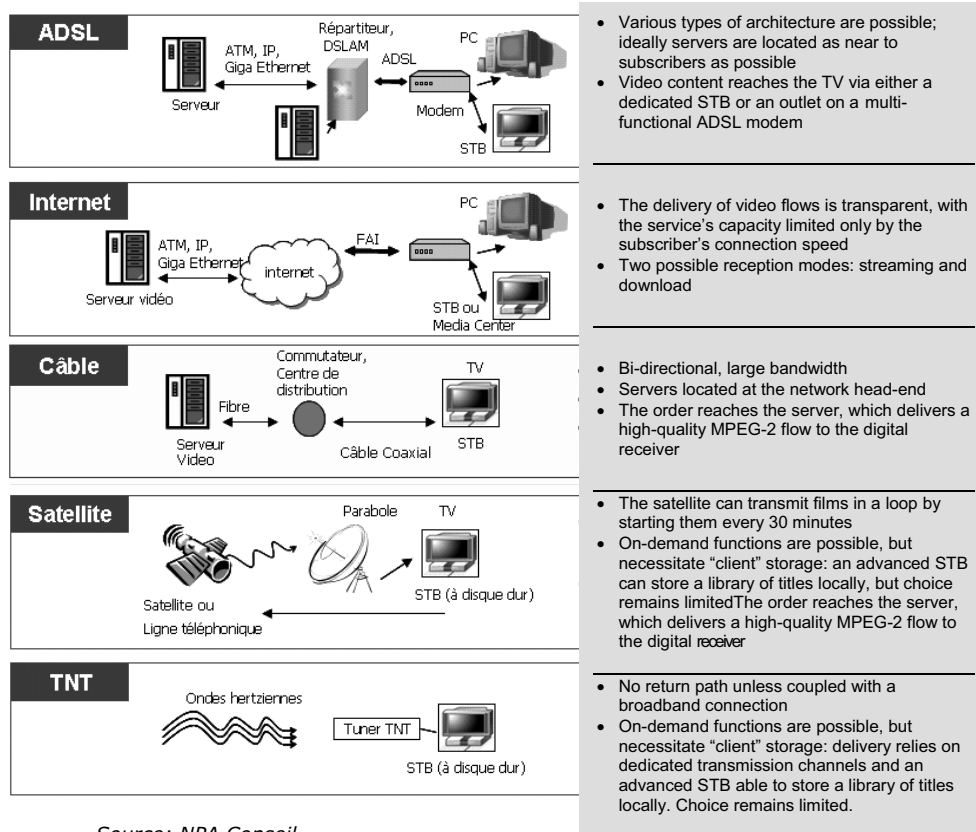 ADSL
Répartiteur,
DSLAM
ATM, IP,
Giga Ethernet
ADSL
PC
Serveur
Modem
STB
• Various types of architecture are possible;
ideally servers are located as near to
subscribers as possible
• Video content reaches the TV via either a
dedicated STB or an outlet on a multi-
functional ADSL modem
Internet
PC
ATM, IP,
Giga Ethernet
internet
FAI
Serveur vidéo
STB ou
Media Center
• The delivery of video flows is transparent, with
the service's capacity limited only by the
subscriber's connection speed
• Two possible reception modes: streaming and
download
Câble
Commutateur,
Centre de
distribution
TV
Fibre
Serveur
Video
Câble Coaxial
STB
• Bi-directional, large bandwidth
• Servers located at the network head-end
• The order reaches the server, which delivers a
high-quality MPEG-2 flow to the digital
receiver
Satellite
Parabole
TV
STB (à disque dur)
Satellite ou
Ligne téléphonique
• The satellite can transmit films in a loop by
starting them every 30 minutes
• On-demand functions are possible, but
necessitate “client” storage: an advanced STB
can store a library of titles locally, but choice
remains limitedThe order reaches the server,
which delivers a high-quality MPEG-2 flow to
the digital receiver
TNT
Ondes hertziennes
Tuner TNT
STB (à disque dur)
• No return path unless coupled with a
broadband connection
• On-demand functions are possible, but
necessitate “client” storage: delivery relies on
dedicated transmission channels and an
advanced STB able to store a library of titles
locally. Choice remains limited.
Source: NPA Conseil